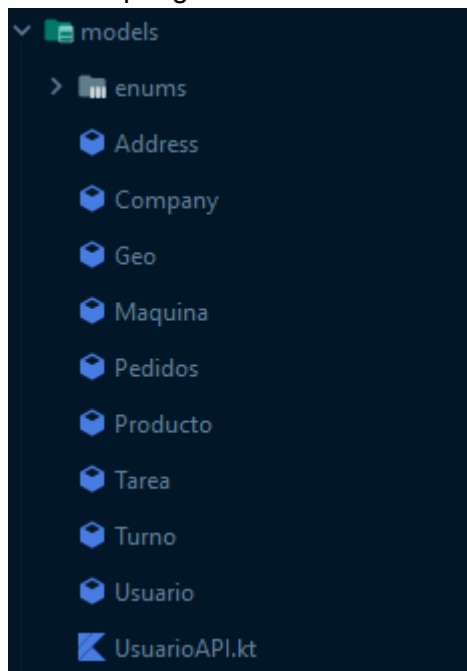 models
enums
Address
Company
Geo
Maquina
Pedidos
Producto
Tarea
Turno
Usuario
UsuarioAPI.kt